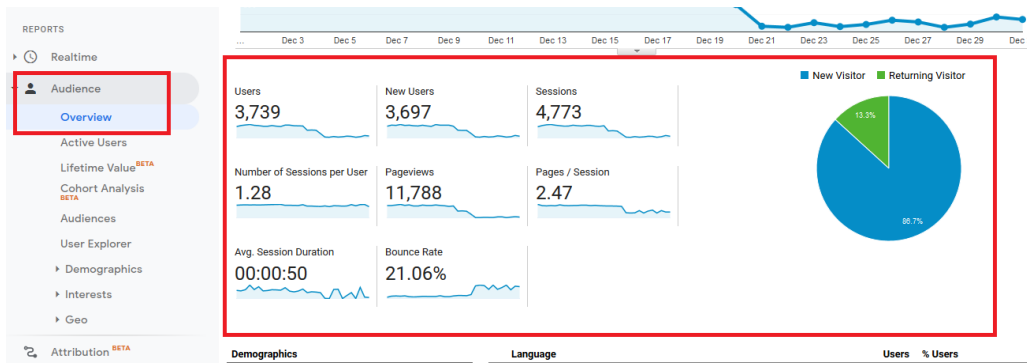 REPORTS
Realtime
Audience
Overview
Active Users
Lifetime Value BETA
Cohort Analysis
BETA
Audiences
User Explorer
Demographics
Interests
Geo
Attribution BETA
... Dec 3 Dec 5 Dec 7 Dec 9 Dec 11 Dec 13 Dec 15 Dec 17 Dec 19 Dec 21 Dec 23 Dec 25 Dec 27 Dec 29 Dec
New Visitor Returning Visitor
Users New Users Sessions
3,739 3,697 4,773
13.3%
Number of Sessions per User Pageviews Pages / Session
1.28 11,788 2.47
86.7%
Avg. Session Duration Bounce Rate
00:00:50 21.06%
Demographics Language Users % Users